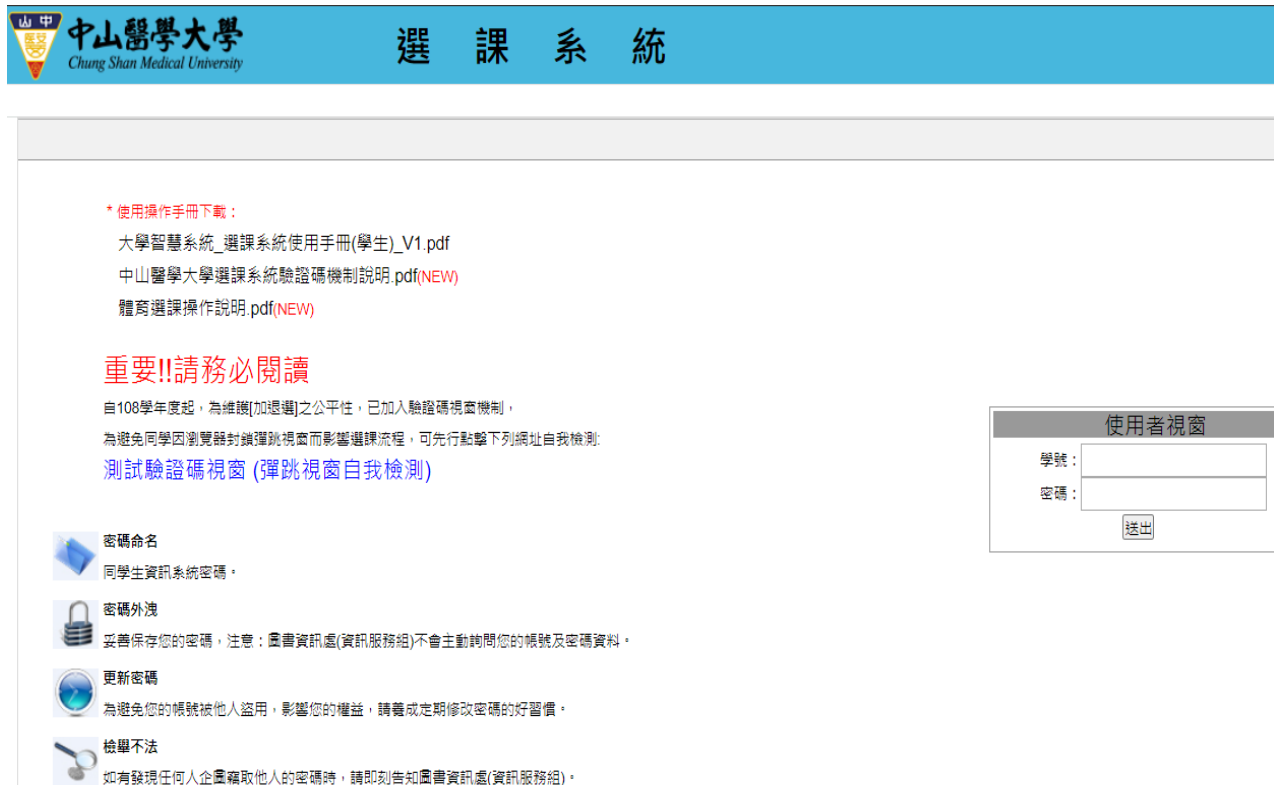 山中
醫
中山醫學大學
Chung Shan Medical University
選課系統
* 使用操作手冊下載：
大學智慧系統_選課系統使用手冊(學生)_V1.pdf
中山醫學大學選課系統驗證碼機制說明.pdf(NEW)
體育選課操作說明.pdf(NEW)
重要!!請務必閱讀
自108學年度起，為維護[加退選]之公平性，已加入驗證碼視窗機制，
為避免同學因瀏覽器封鎖彈跳視窗而影響選課流程，可先行點擊下列網址自我檢測:
測試驗證碼視窗 (彈跳視窗自我檢測)
使用者視窗
學號：
密碼：
送出
密碼命名
同學生資訊系統密碼。
密碼外洩
妥善保存您的密碼，注意：圖書資訊處(資訊服務組)不會主動詢問您的帳號及密碼資料。
更新密碼
為避免您的帳號被他人盜用，影響您的權益，請養成定期修改密碼的好習慣。
檢舉不法
如有發現任何人企圖竊取他人的密碼時，請即刻告知圖書資訊處(資訊服務組)。